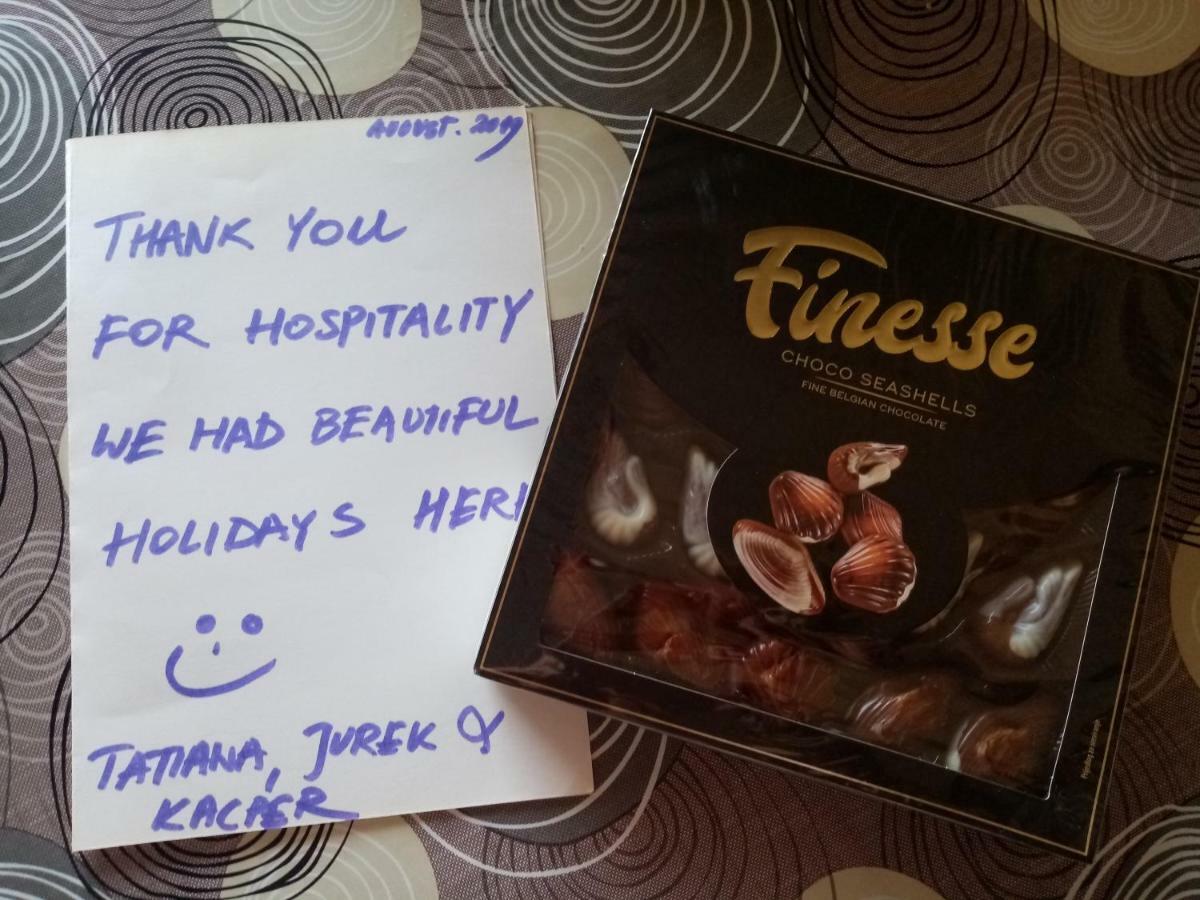 AUGUST. 2019
THANK YOU
FOR HOSPITALITY
WE HAD BEAUTIFUL
HOLIDAYS HER
TATIANA, JUREK &
KACPER
Finesse
CHOCO SEASHELLS
FINE BELGIAN CHOCOLATE